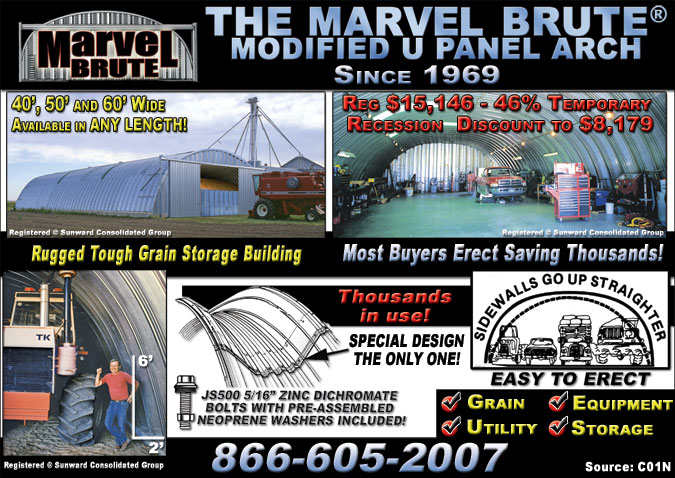 MARVEL
BRUTE
THE MARVEL BRUTE®
MODIFIED U PANEL ARCH
SINCE 1969
40', 50' AND 60' WIDE
AVAILABLE IN ANY LENGTH!
Registered @ Sunward Consolidated Group
REG $15,146 - 46% TEMPORARY
RECESSION DISCOUNT TO $8,179
Registered @ Sunward Consolidated Group
Rugged Tough Grain Storage Building
Most Buyers Erect Saving Thousands!
TK
6'
2'
Registered @ Sunward Consolidated Group
Thousands
in use!
SPECIAL DESIGN
THE ONLY ONE!
JS500 5/16" ZINC DICHROMATE
BOLTS WITH PRE-ASSEMBLED
NEOPRENE WASHERS INCLUDED!
SIDEWALLS GO UP STRAIGHTER
EASY TO ERECT
GRAIN
EQUIPMENT
UTILITY
STORAGE
866-605-2007
Source: C01N